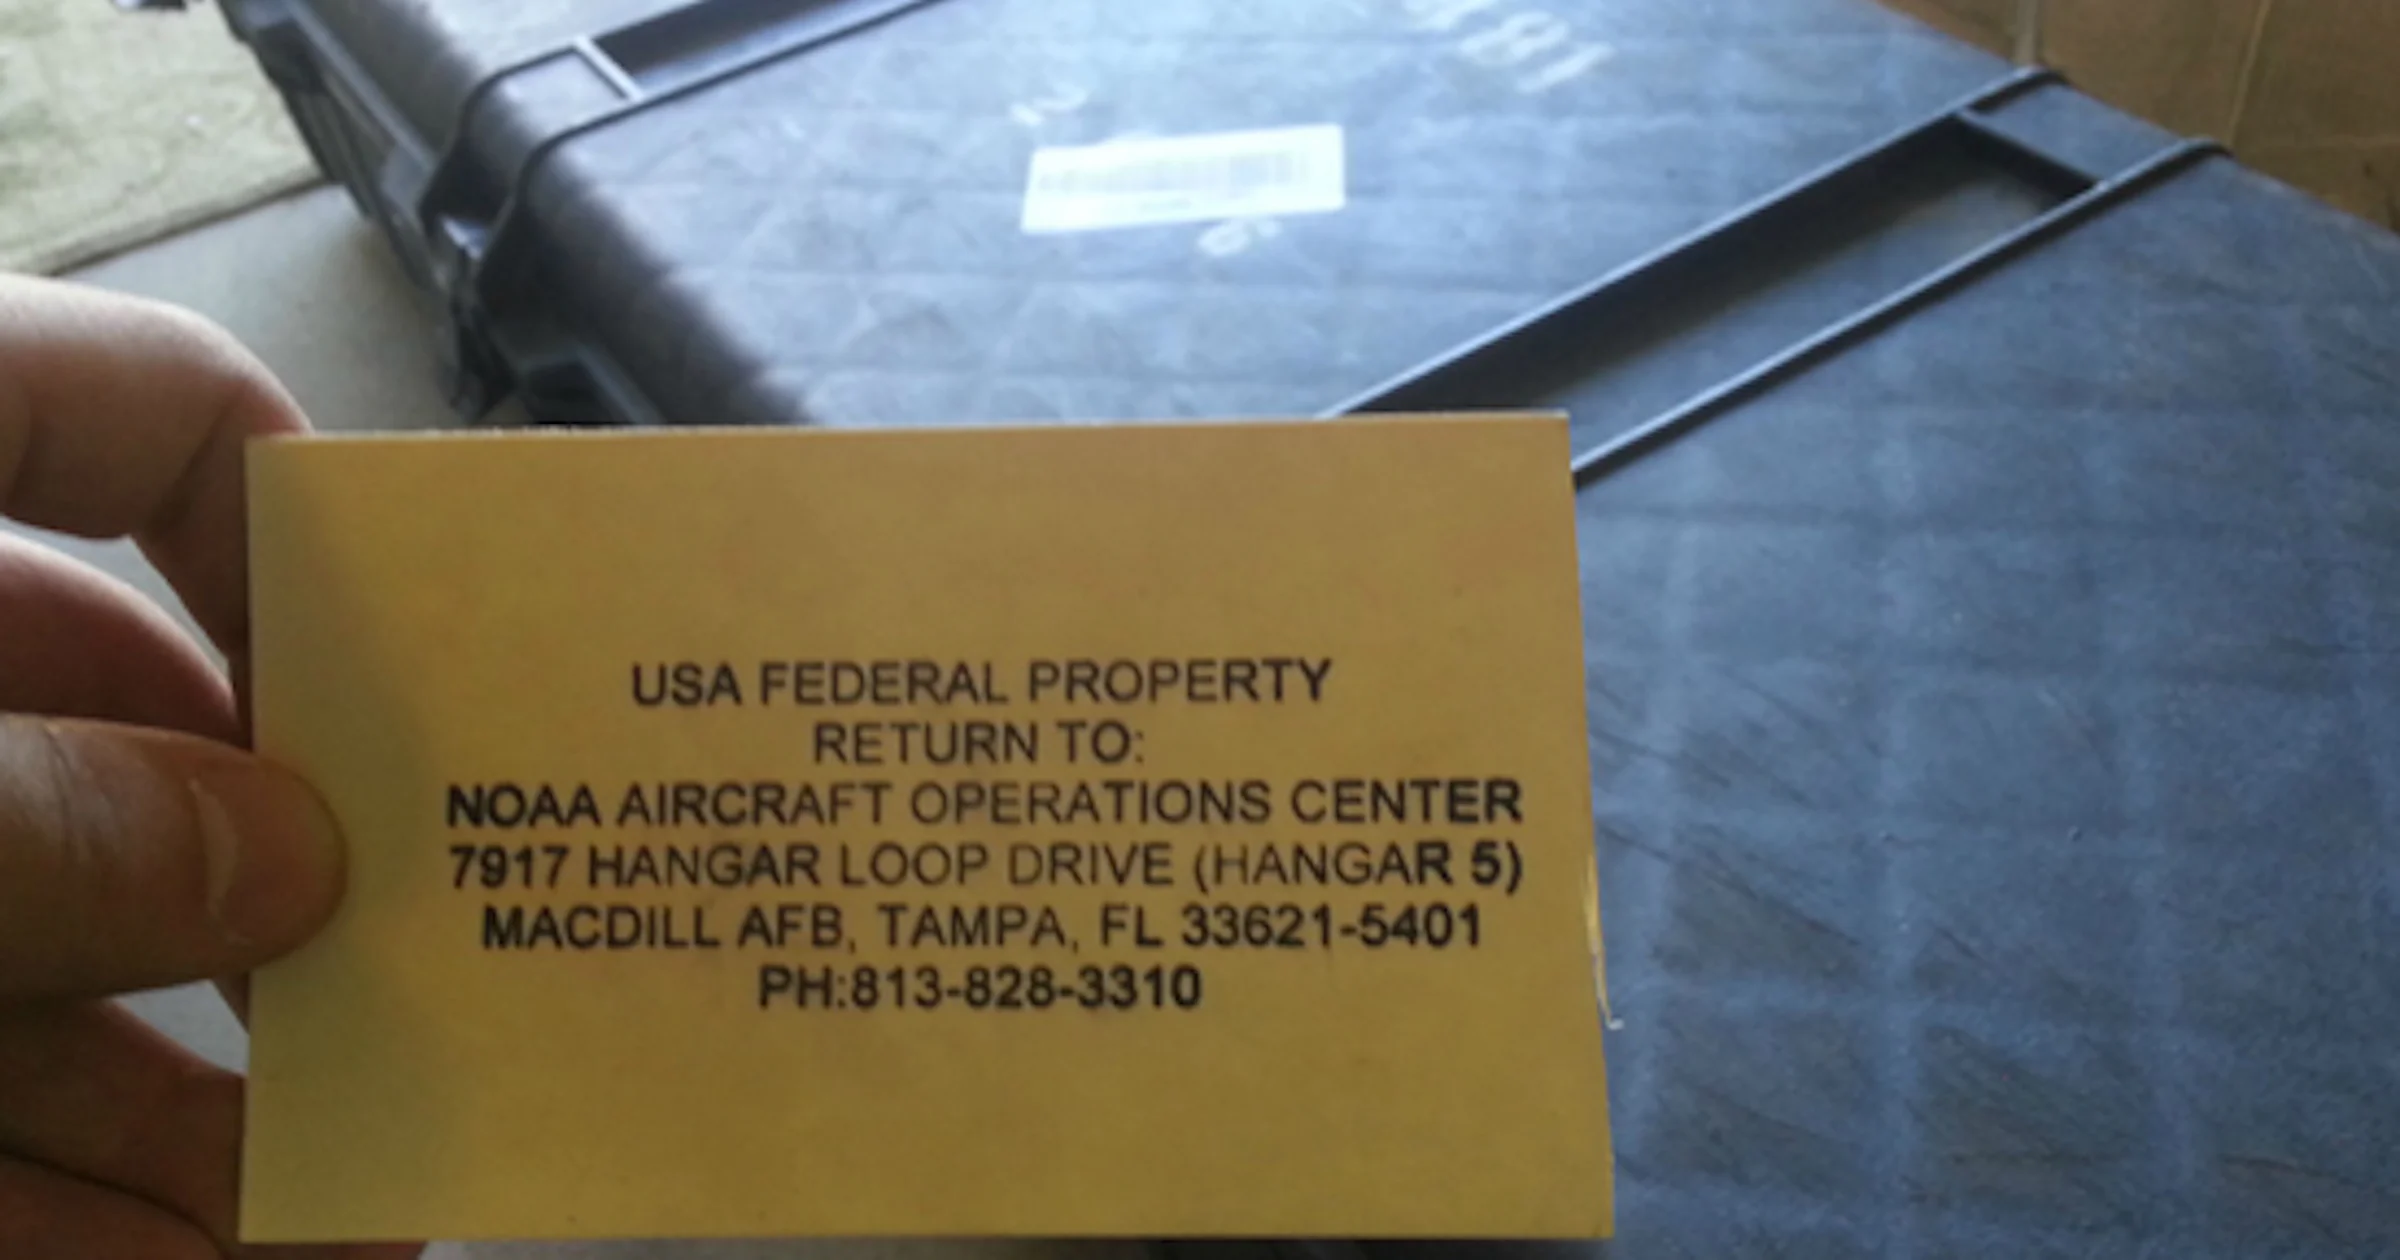 USA FEDERAL PROPERTY
RETURN TO:
NOAA AIRCRAFT OPERATIONS CENTER
7917 HANGAR LOOP DRIVE (HANGAR 5)
MACDILL AFB, TAMPA, FL 33621-5401
PH:813-828-3310